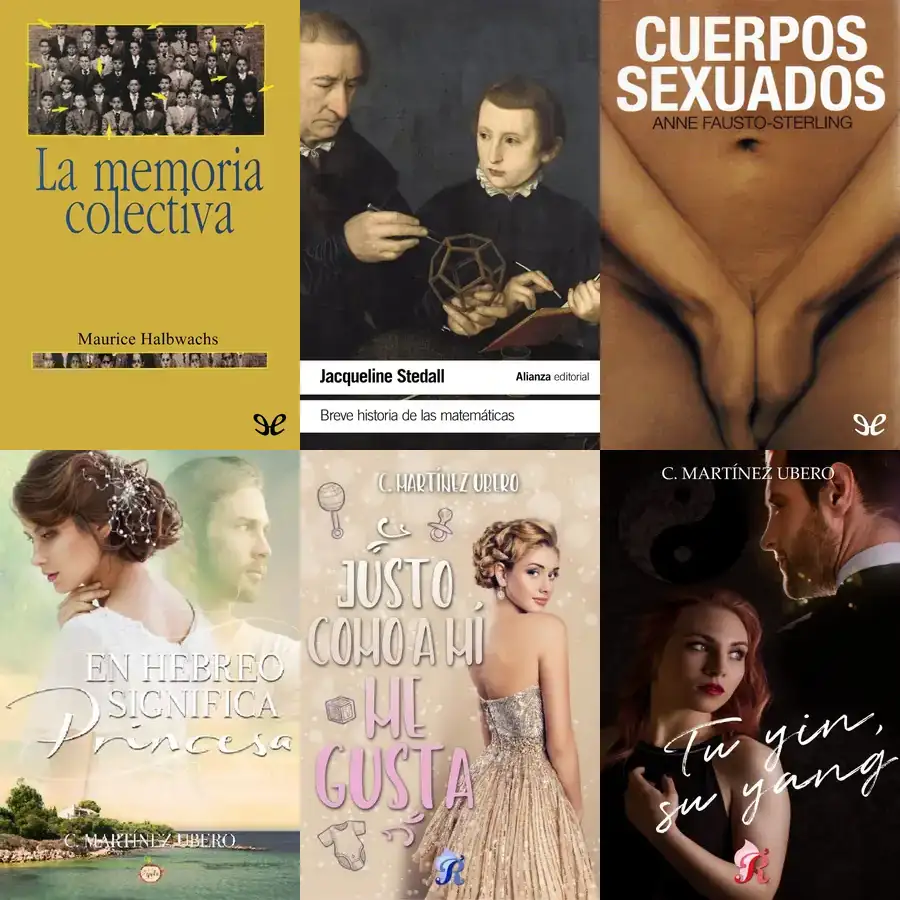 La memoria
colectiva
Maurice Halbwachs
Jacqueline Stedall
Alianza editorial
Breve historia de las matemáticas
CUERPOS
SEXUADOS
ANNE FAUSTO-STERLING
EN HEBREO
SIGNIFICA
Princesa
C. MARTÍNEZ UBERO
C. MARTÍNEZ UBERO
JUSTO
COMO A MÍ
ME
GUSTA
C. MARTÍNEZ UBERO
Tu yin,
su yang